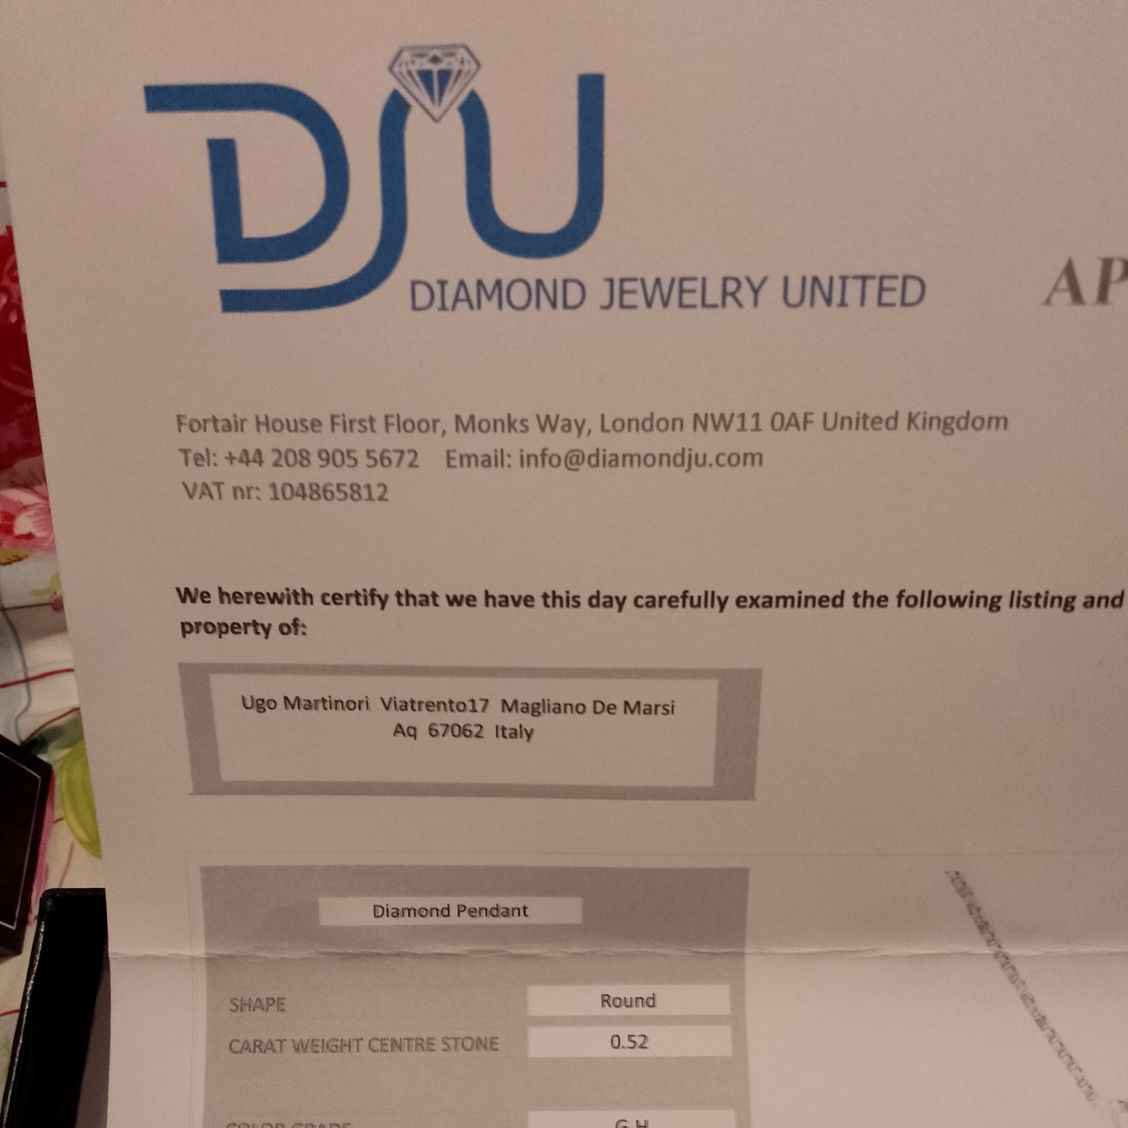 DJU
DIAMOND JEWELRY UNITED
AP
Fortair House First Floor, Monks Way, London NW11 0AF United Kingdom
Tel: +44 208 905 5672 Email: info@diamondju.com
VAT nr: 104865812
We herewith certify that we have this day carefully examined the following listing and
property of:
Ugo Martinori Viatrento17 Magliano De Marsi
Aq 67062 Italy
Diamond Pendant
SHAPE Round
CARAT WEIGHT CENTRE STONE 0.52
COLOR GRADE G-H